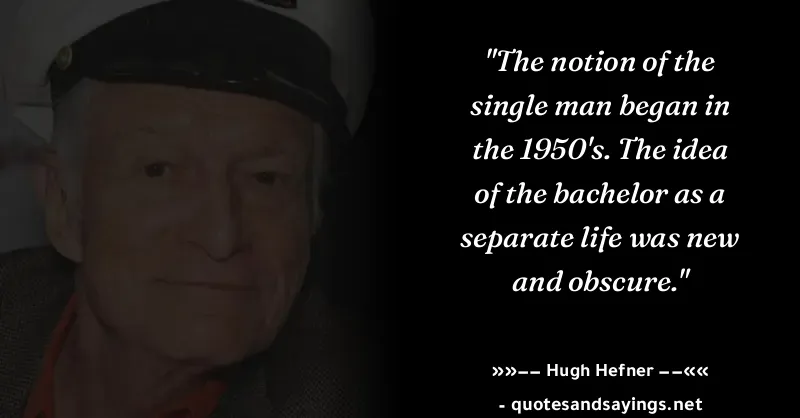 "The notion of the
single man began in
the 1950's. The idea
of the bachelor as a
separate life was new
and obscure."
»»−− Hugh Hefner −−««
- quotesandsayings.net